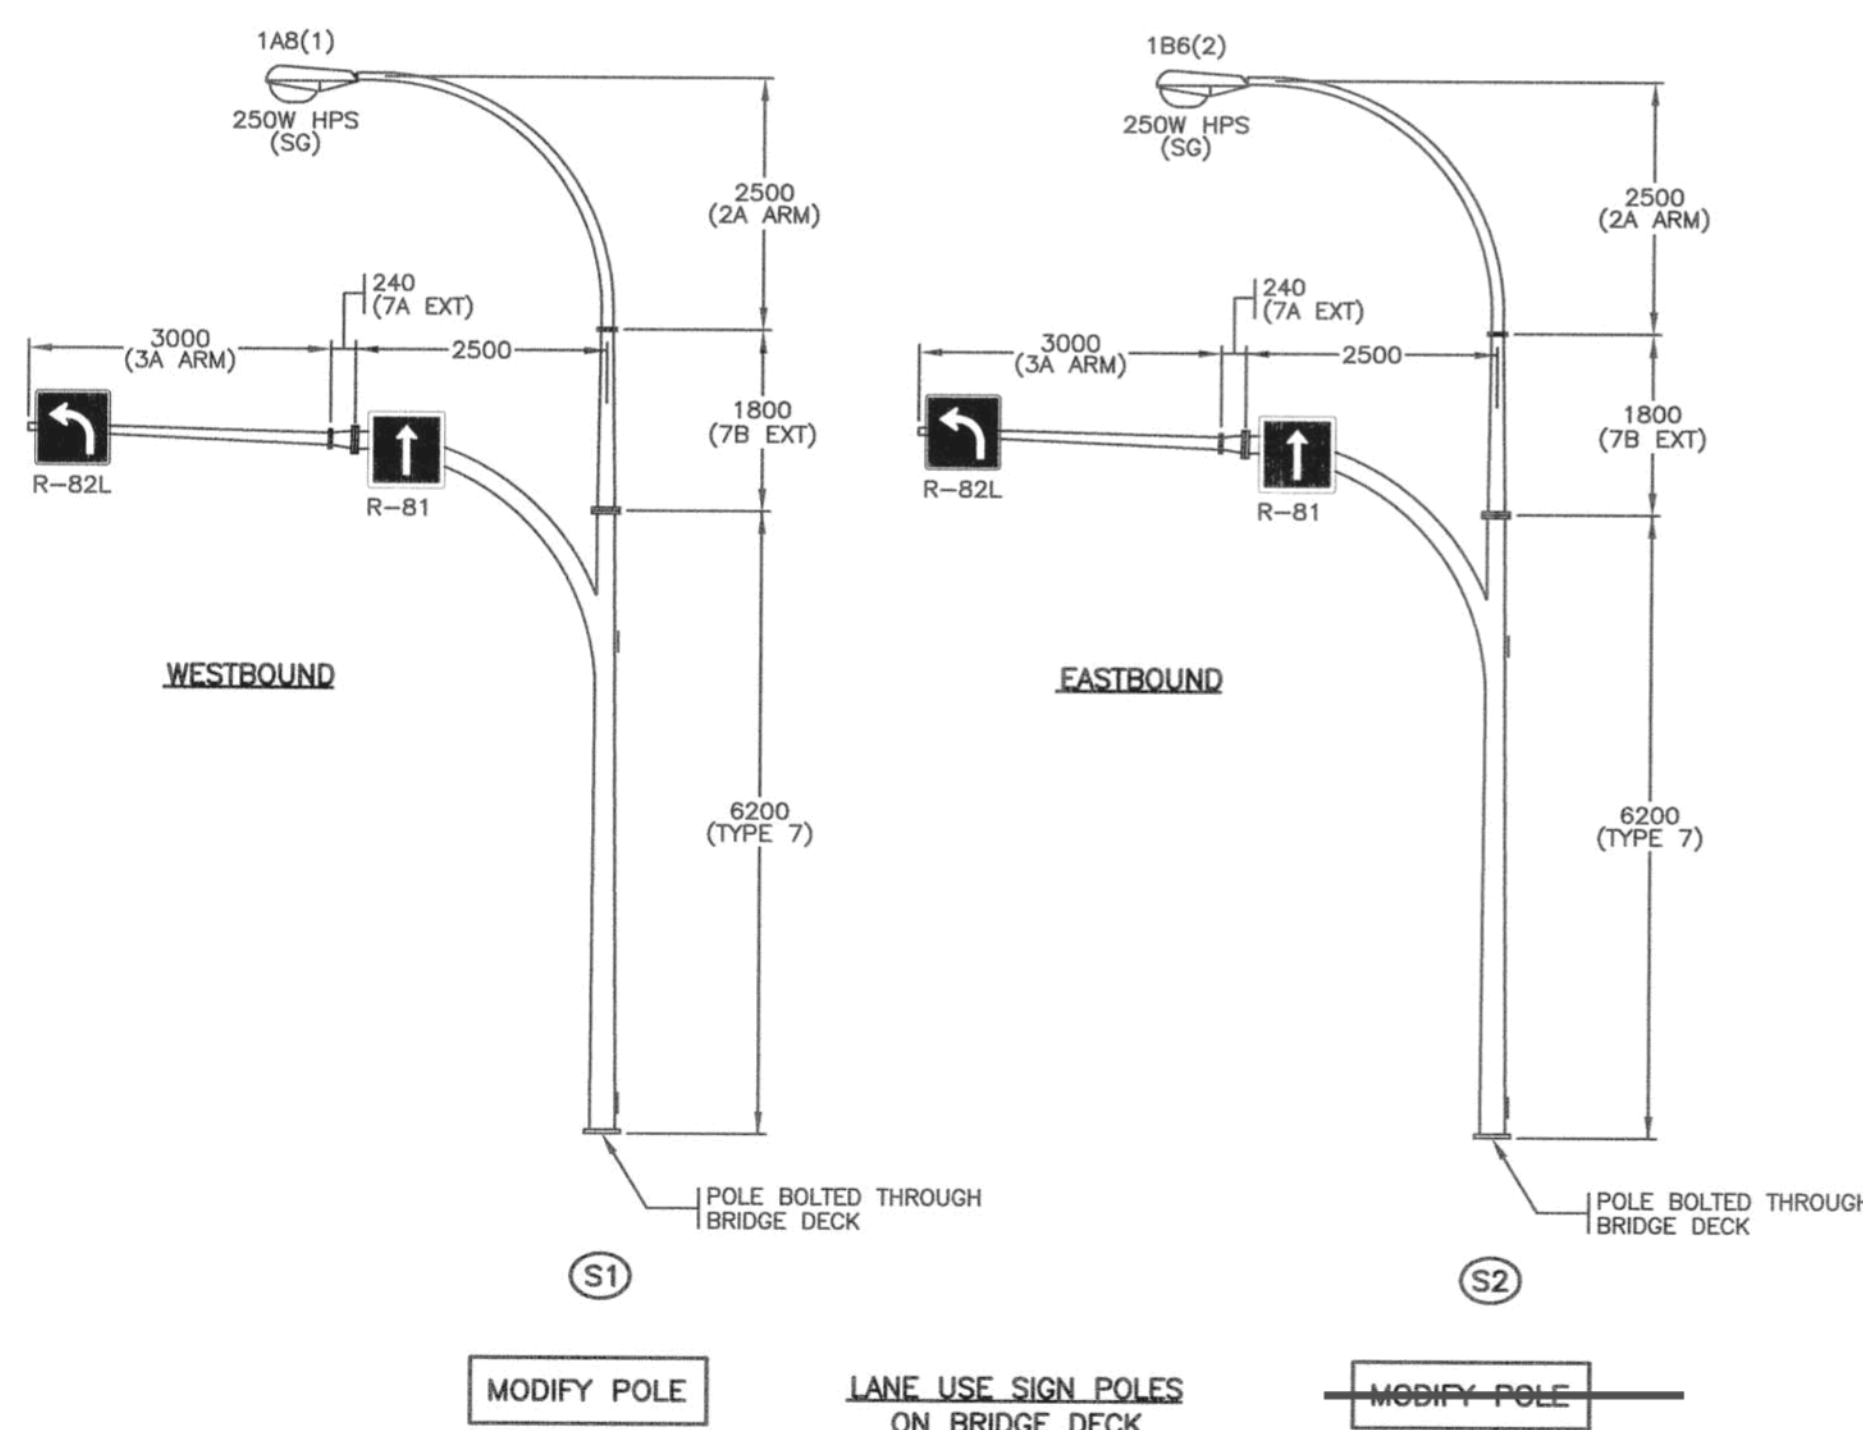 1A8(1)
250W HPS
(SG)
2500
(2A ARM)
240
(7A EXT)
3000
(3A ARM)
2500
1800
(7B EXT)
R-82L
R-81
WESTBOUND
6200
(TYPE 7)
POLE BOLTED THROUGH
BRIDGE DECK
S1
MODIFY POLE
1B6(2)
250W HPS
(SG)
2500
(2A ARM)
240
(7A EXT)
3000
(3A ARM)
2500
1800
(7B EXT)
R-82L
R-81
EASTBOUND
6200
(TYPE 7)
POLE BOLTED THROUGH
BRIDGE DECK
S2
MODIFY POLE
LANE USE SIGN POLES
ON BRIDGE DECK